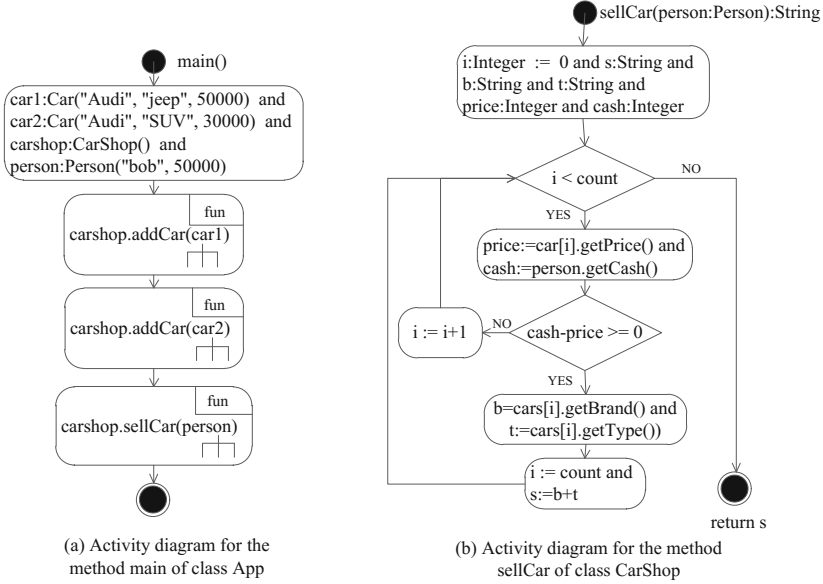 main()
car1:Car("Audi", "jeep", 50000) and
car2:Car("Audi", "SUV", 30000) and
carshop:CarShop() and
person:Person("bob", 50000)
fun
carshop.addCar(car1)
fun
carshop.addCar(car2)
fun
carshop.sellCar(person)
(a) Activity diagram for the
method main of class App
sellCar(person:Person):String
i:Integer := 0 and s:String and
b:String and t:String and
price:Integer and cash:Integer
i < count
NO
YES
price:=car[i].getPrice() and
cash:=person.getCash()
cash-price >= 0
NO
i := i+1
YES
b=cars[i].getBrand() and
t:=cars[i].getType())
i := count and
s:=b+t
return s
(b) Activity diagram for the method
sellCar of class CarShop